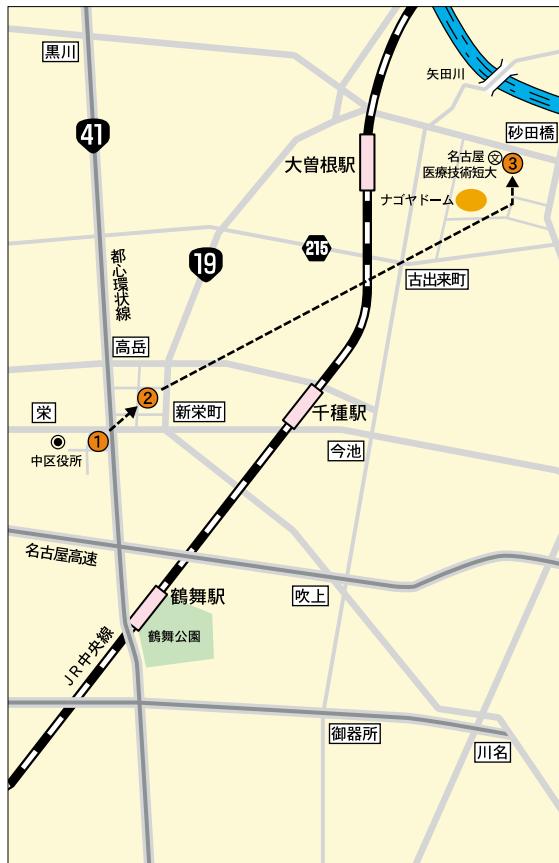 黒川
41
矢田川
砂田橋
大曽根駅
名古屋 文
3
医療技術短大
ナゴヤドーム
215
19
都心環状線
古出来町
高岳
2
栄
新栄町
千種駅
1
中区役所
今池
名古屋高速
鶴舞駅
吹上
鶴舞公園
JR中央線
御器所
川名